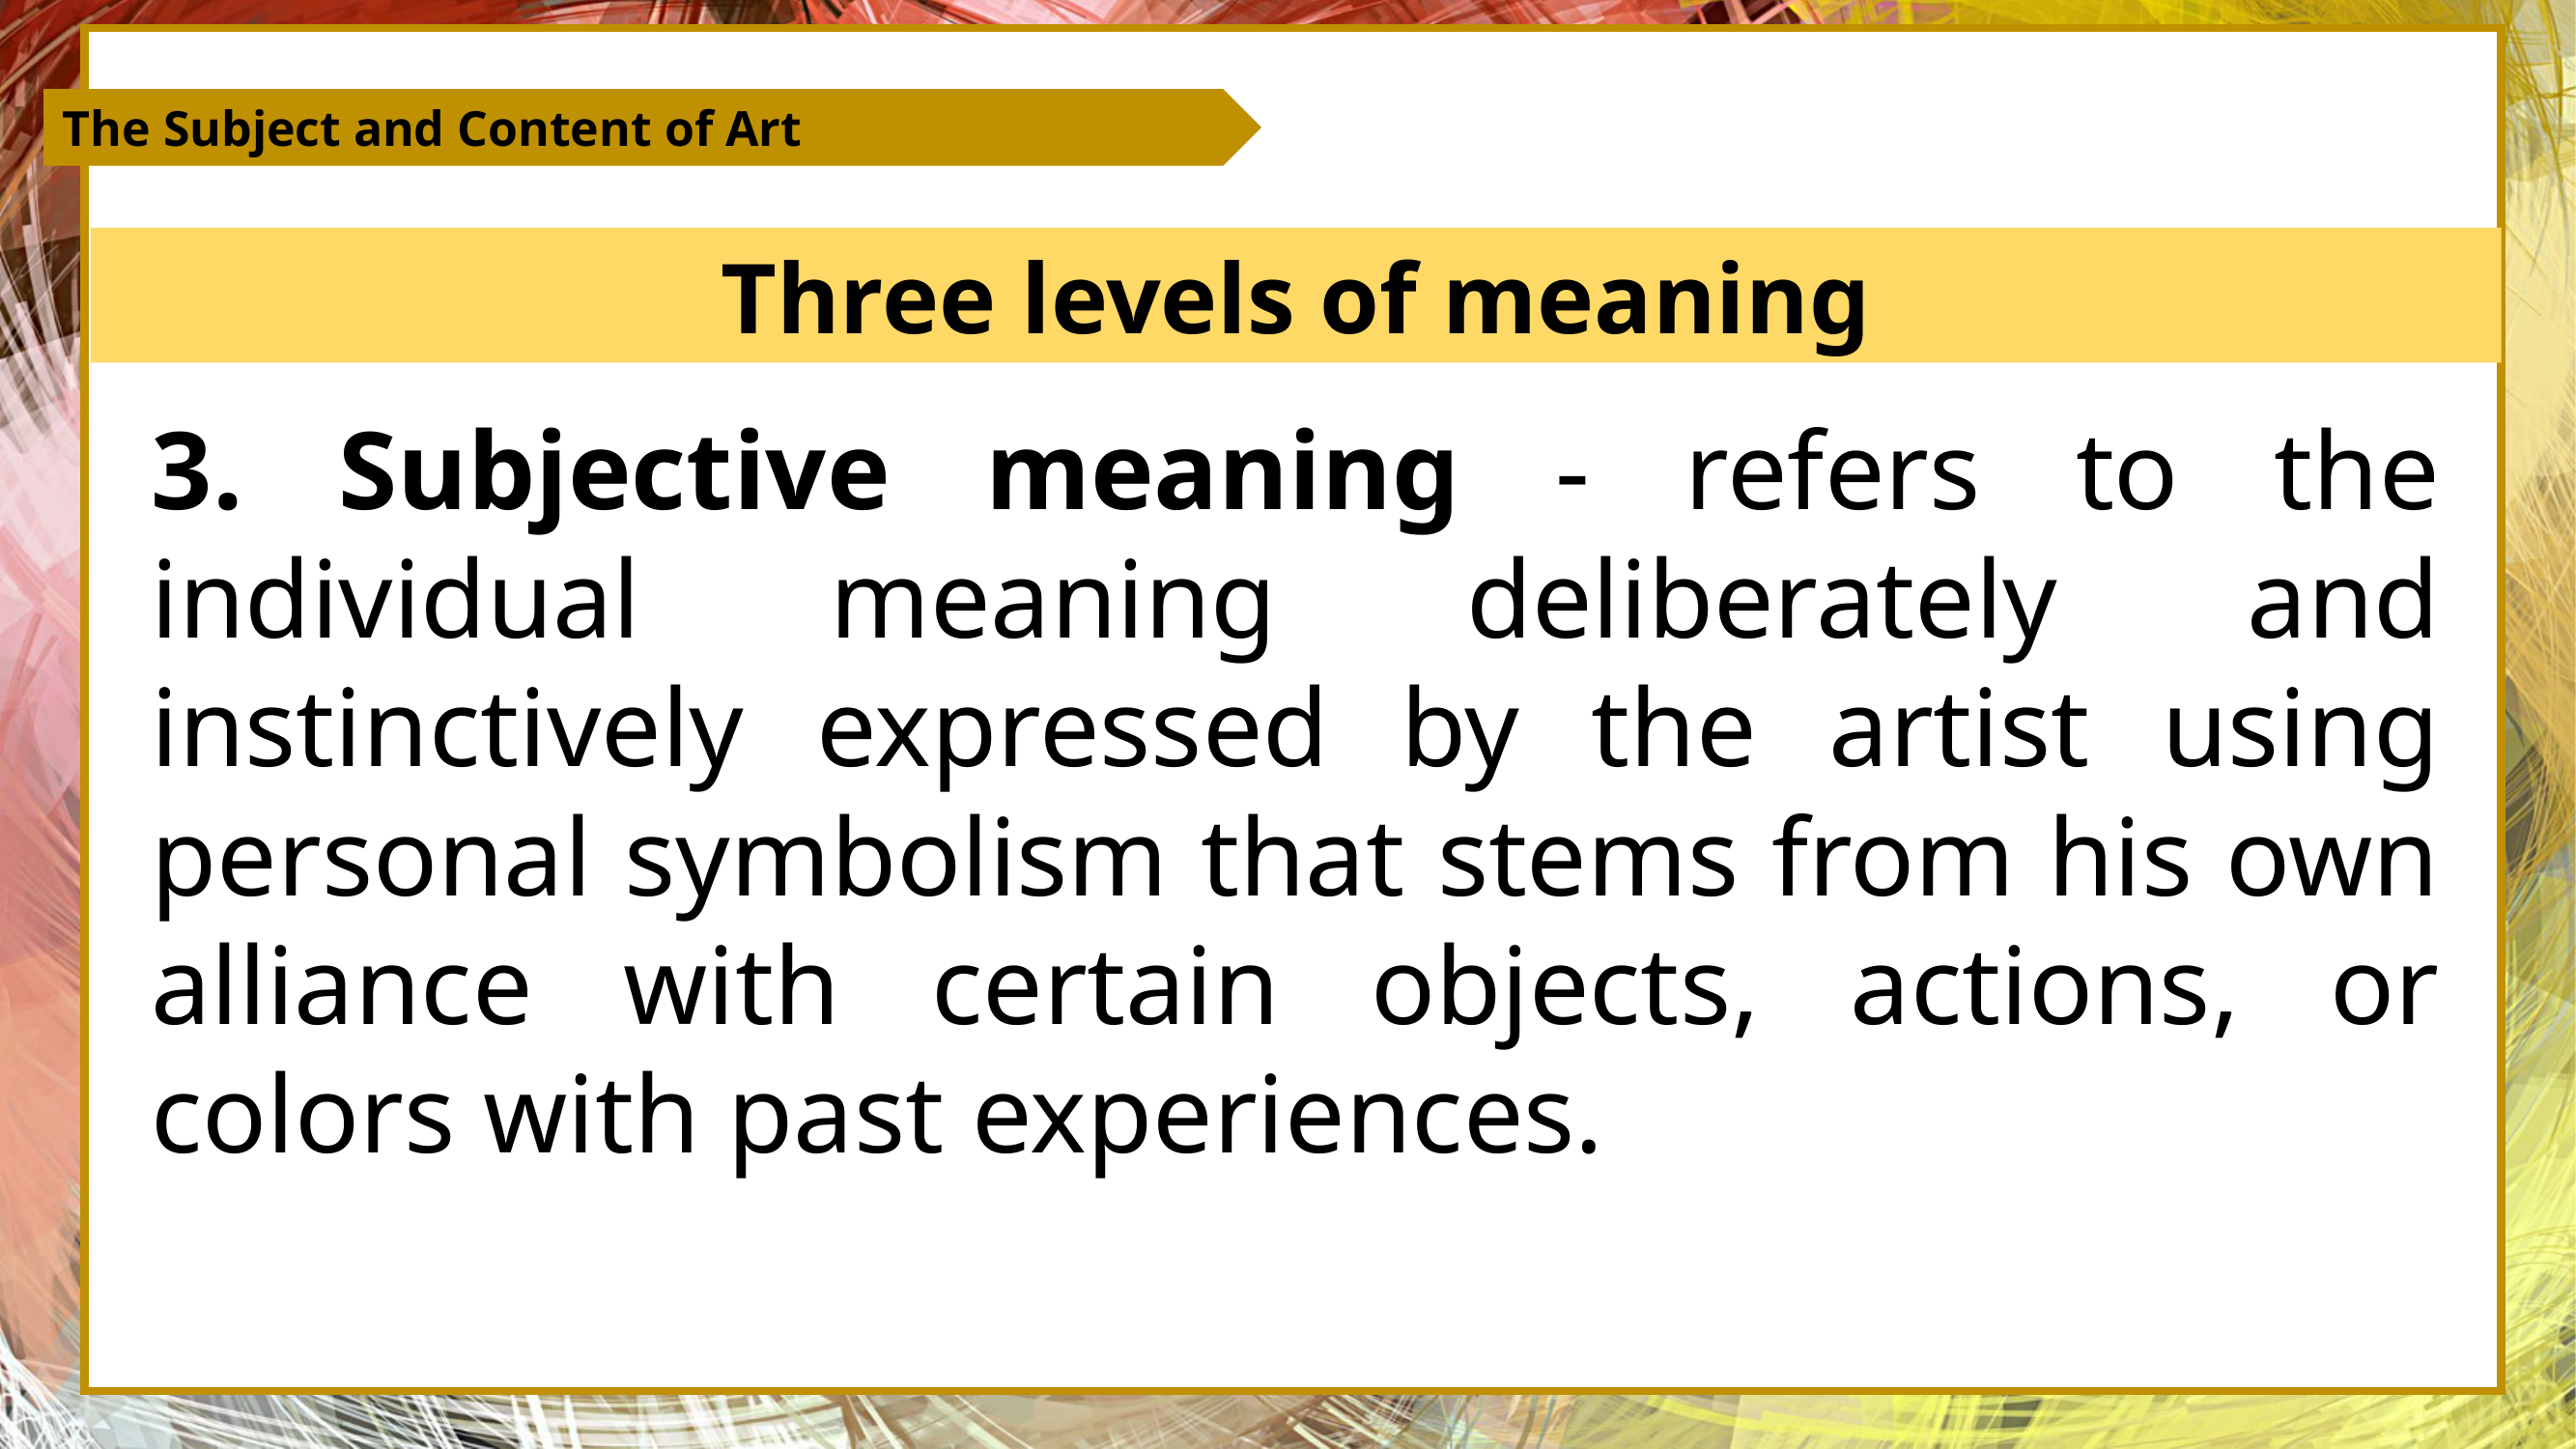 The Subject and Content of Art
Three levels of meaning
3. Subjective meaning - refers to the
individual meaning deliberately and
instinctively expressed by the artist using
personal symbolism that stems from his own
alliance with certain objects, actions, or
colors with past experiences.